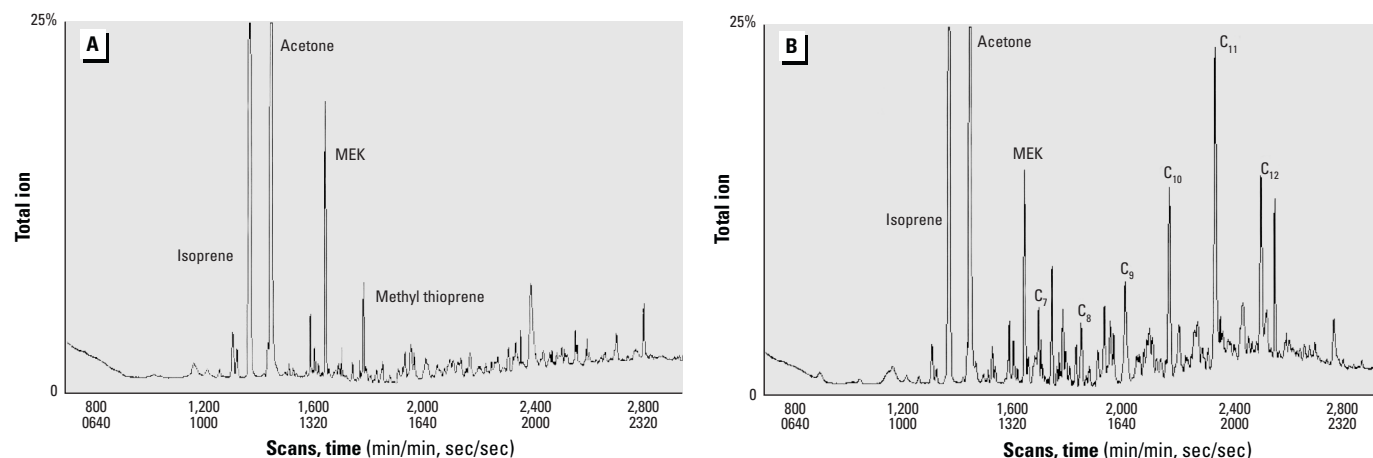 25%
A
Acetone
MEK
Isoprene
Methyl thioprene
Total ion
0
800 1,200 1,600 2,000 2,400 2,800
0640 1000 1320 1640 2000 2320
Scans, time (min/min, sec/sec)
25%
B
Acetone
C11
MEK
C10
C12
Isoprene
C9
C7
C8
Total ion
0
800 1,200 1,600 2,000 2,400 2,800
0640 1000 1320 1640 2000 2320
Scans, time (min/min, sec/sec)